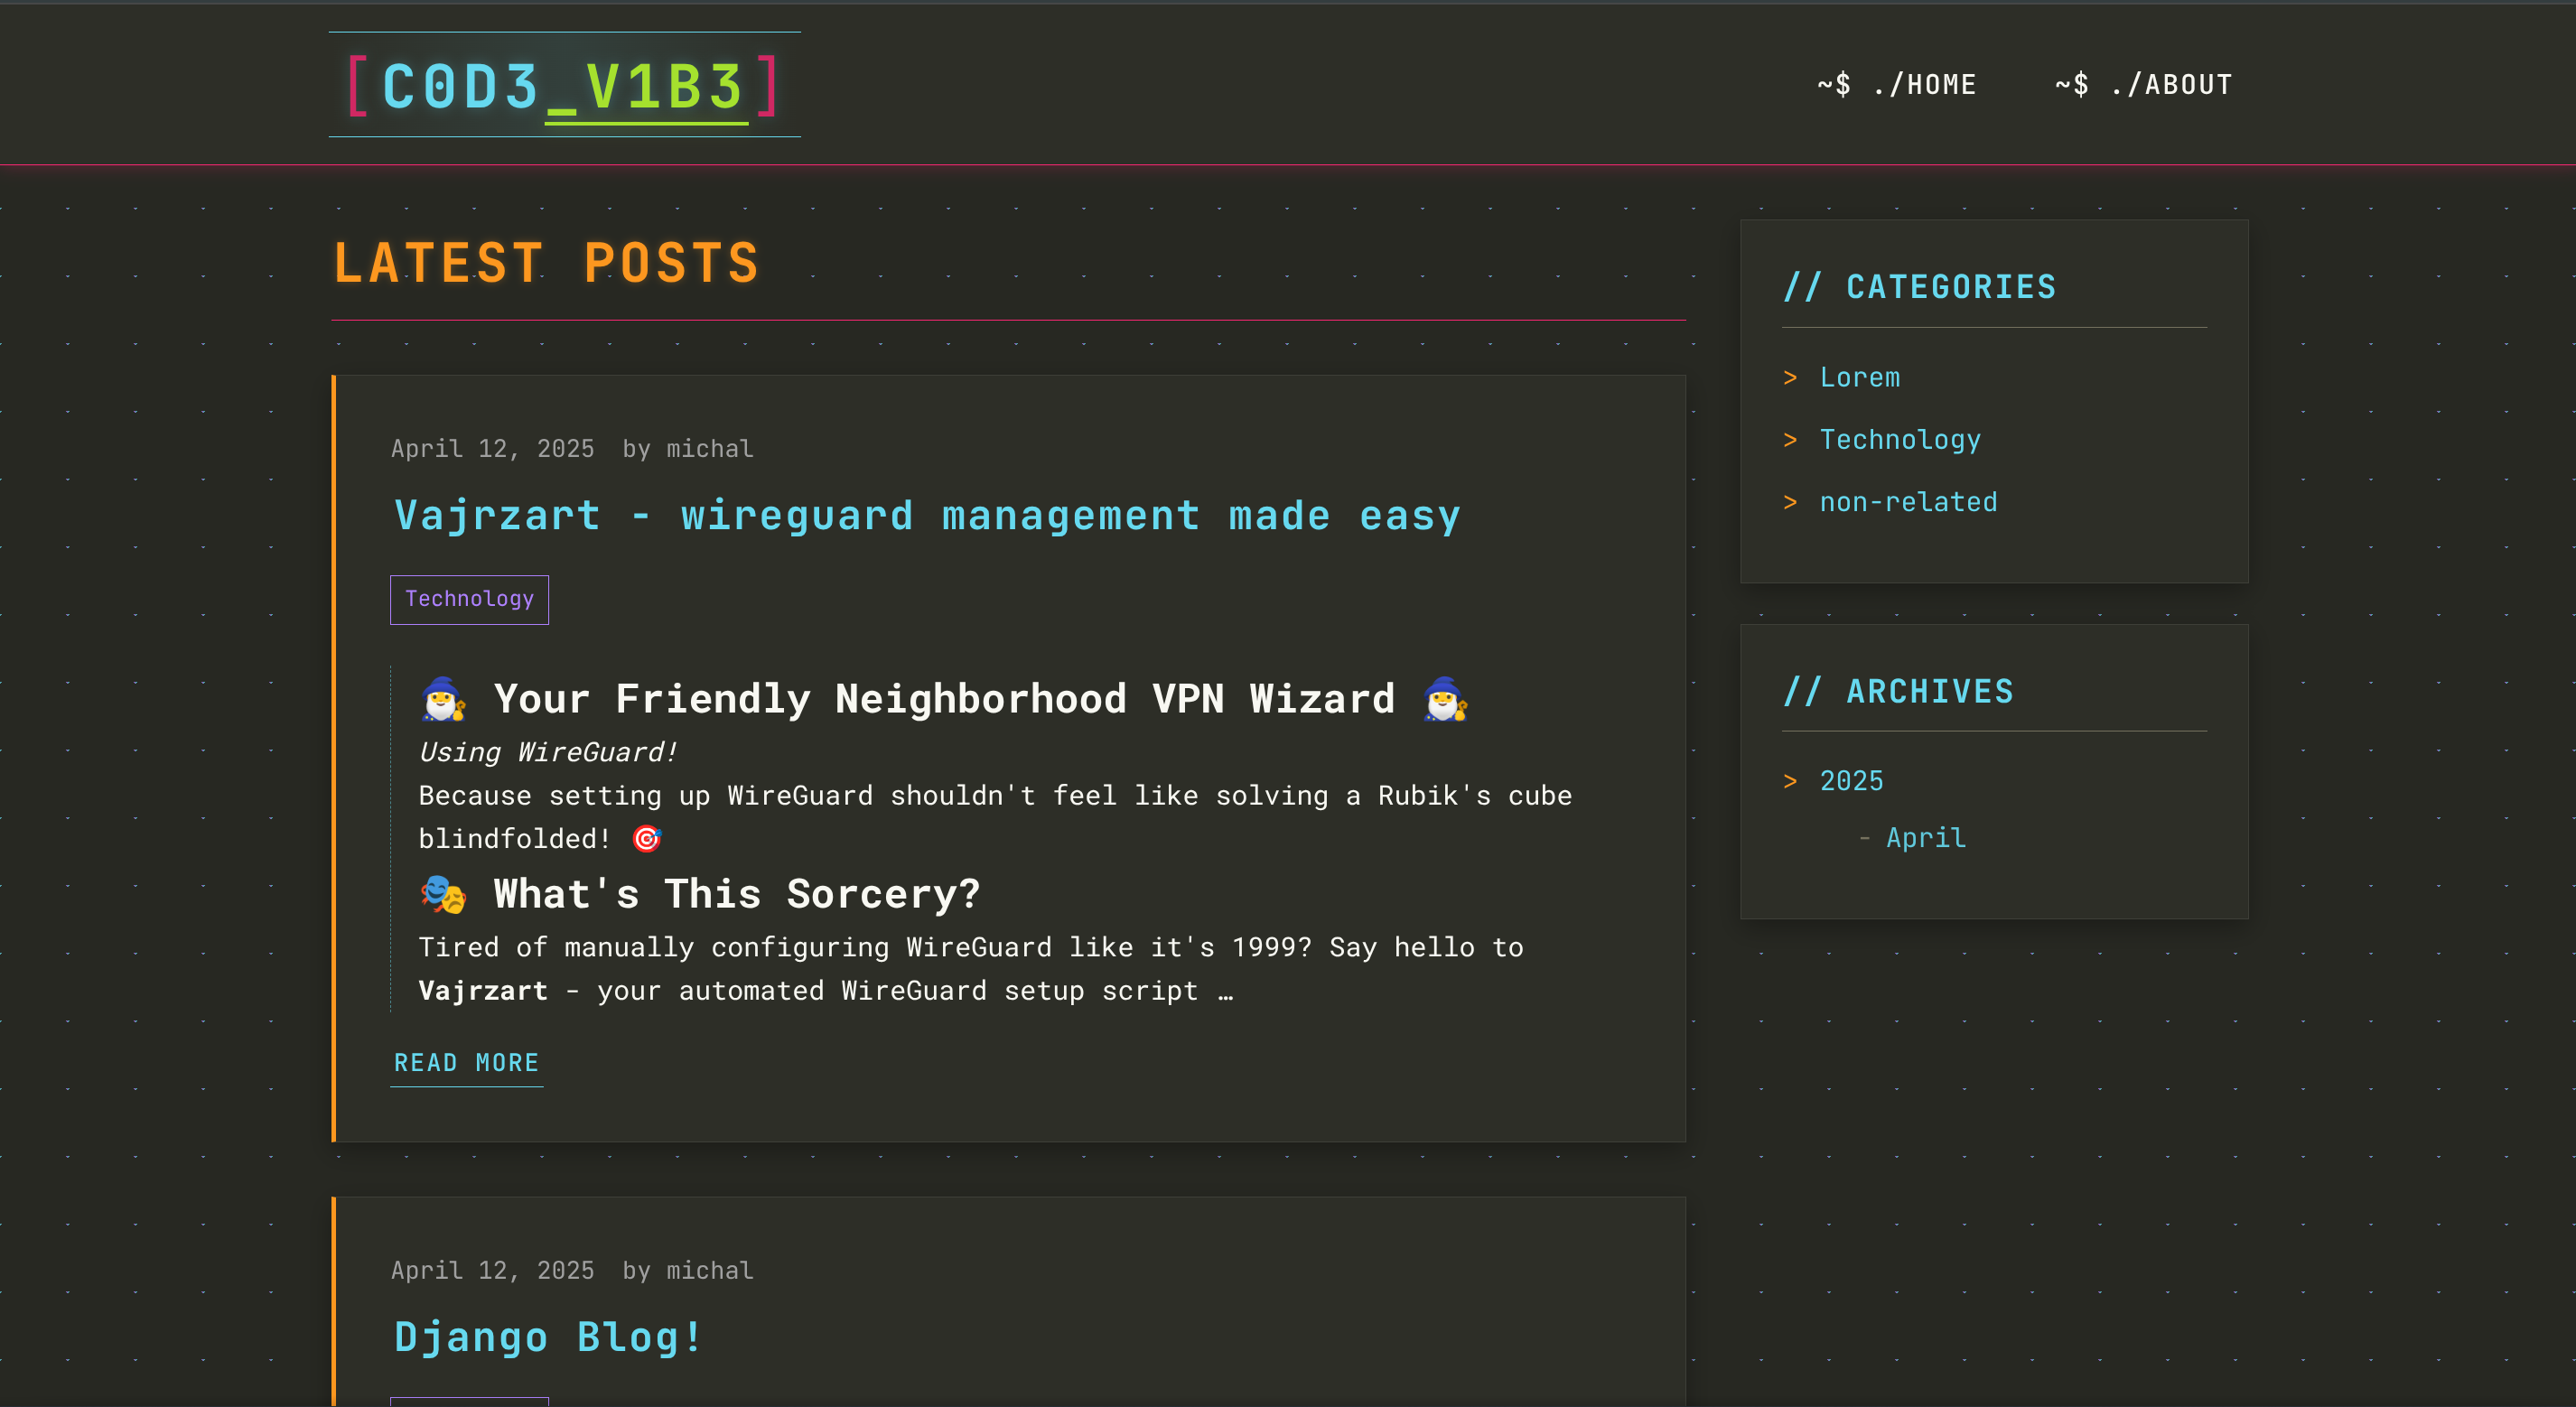 [C0D3_V1B3]
~$ ./HOME ~$ ./ABOUT
LATEST POSTS
April 12, 2025 by michal
Vajrzart - wireguard management made easy
Technology
🧙‍♂️ Your Friendly Neighborhood VPN Wizard 🧙‍♂️
Using WireGuard!
Because setting up WireGuard shouldn't feel like solving a Rubik's cube
blindfolded! 🎯
🎭 What's This Sorcery?
Tired of manually configuring WireGuard like it's 1999? Say hello to
Vajrzart - your automated WireGuard setup script …
READ MORE
April 12, 2025 by michal
Django Blog!
// CATEGORIES
> Lorem
> Technology
> non-related
// ARCHIVES
> 2025
- April